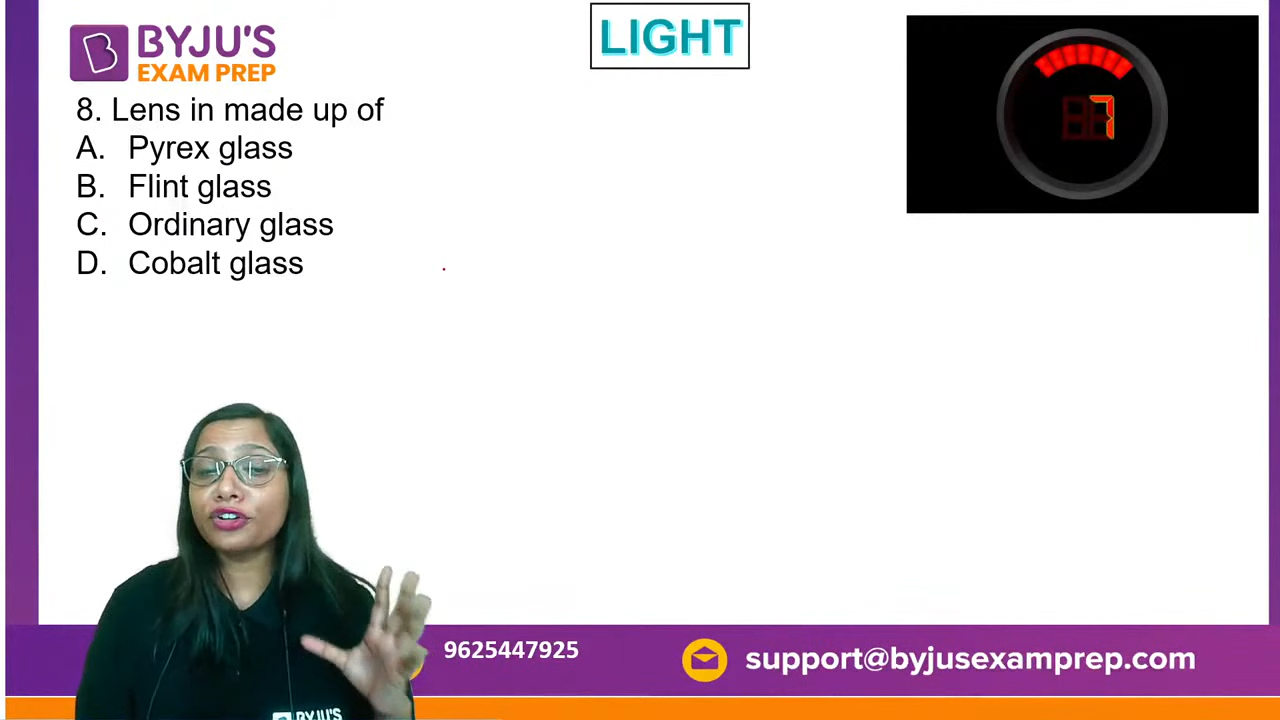 BYJU'S
EXAM PREP
LIGHT
7
8. Lens in made up of
A. Pyrex glass
B. Flint glass
C. Ordinary glass
D. Cobalt glass
9625447925
support@byjusexamprep.com
BYJU'S